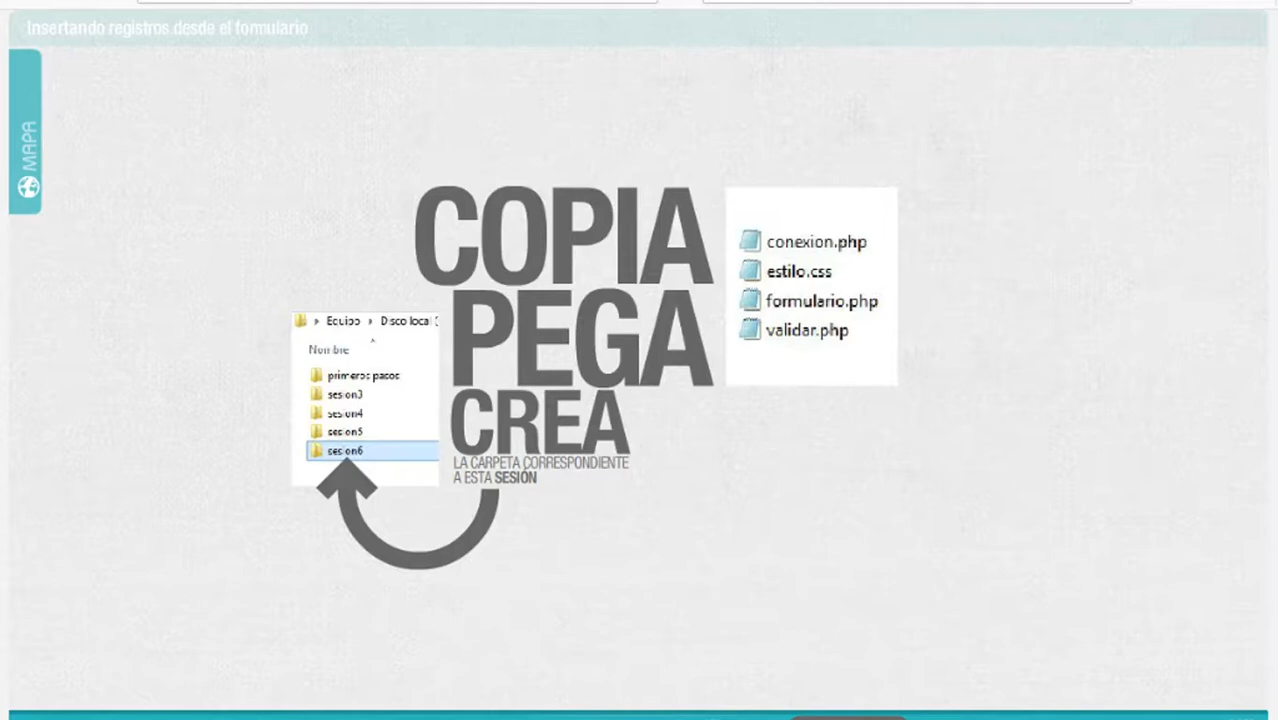 Insertando registros desde el formulario
MAPA
COPIA
PEGA
CREA
LA CARPETA CORRESPONDIENTE
A ESTA SESIÓN
conexion.php
estilo.css
formulario.php
validar.php
Equipo Disco local (
Nombre
primeros pasos
sesion3
sesion4
sesion5
sesion6